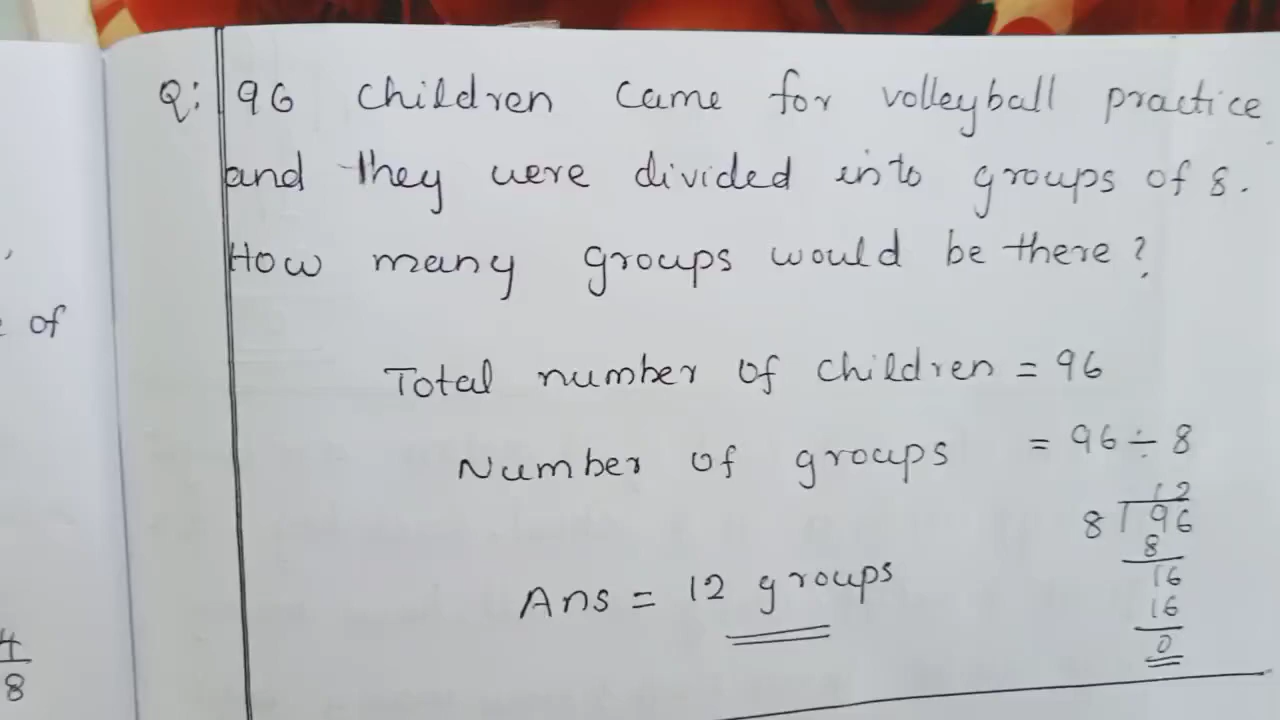 Q: 96 children came for volleyball practice
and they were divided into groups of 8.
How many groups would be there?
Total number of children = 96
Number of groups = 96 ÷ 8
12
8 96
8
16
Ans = 12 groups
16
0
of
4
8